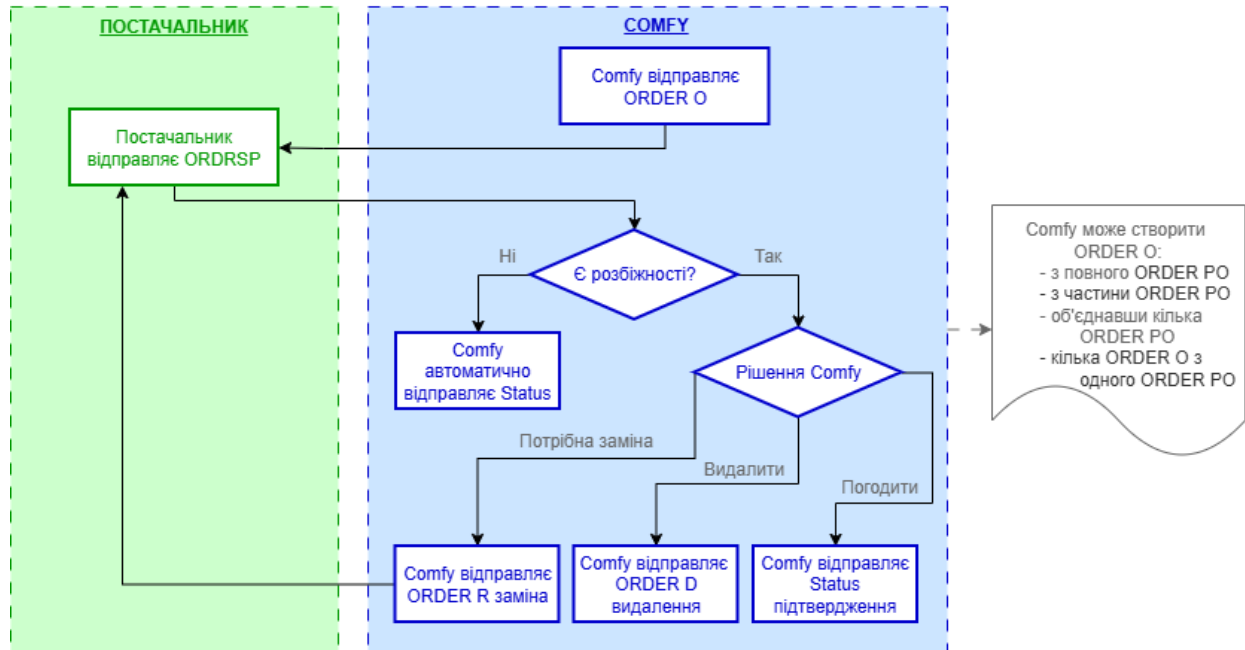 ПОСТАЧАЛЬНИК
COMFY
Comfy відправляє
ORDER O
Постачальник
відправляє ORDRSP
Є розбіжності?
Ні
Так
Comfy
автоматично
відправляє Status
Рішення Comfy
Потрібна заміна
Видалити
Погодити
Comfy відправляє
ORDER R заміна
Comfy відправляє
ORDER D
видалення
Comfy відправляє
Status
підтвердження
Comfy може створити
ORDER O:
- з повного ORDER PO
- з частини ORDER PO
- об'єднавши кілька
ORDER PO
- кілька ORDER O з
одного ORDER PO